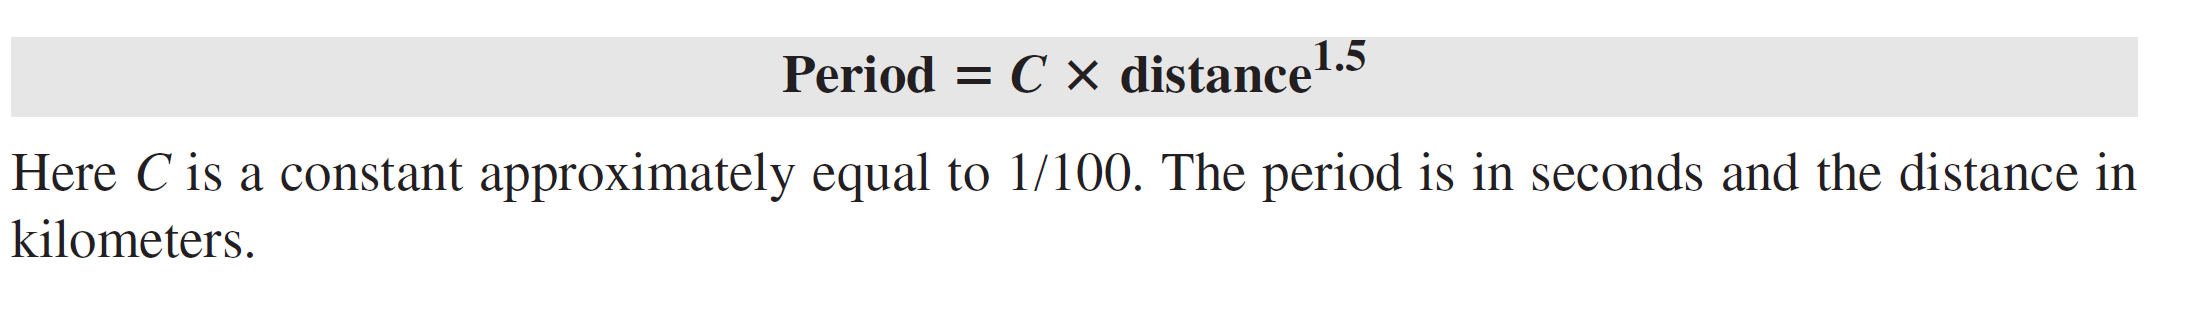 Period = C × distance^1.5
Here C is a constant approximately equal to 1/100. The period is in seconds and the distance in
kilometers.